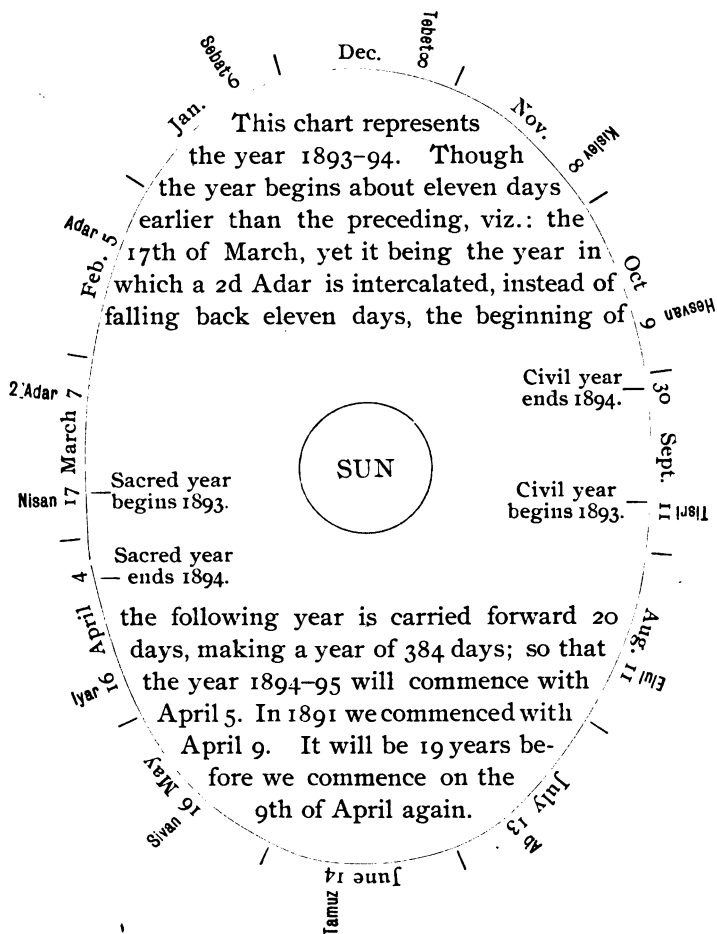 Dec.
Tebet 8
Sebat 6
Jan.
Nov.
Kislev 8
This chart represents
the year 1893–94. Though
the year begins about eleven days
earlier than the preceding, viz.: the
17th of March, yet it being the year in
which a 2d Adar is intercalated, instead of
falling back eleven days, the beginning of
Adar 5
Feb.
Oct 9
Hesvan
2 Adar 7
March
Civil year
ends 1894.
30
SUN
Sept.
Nisan 17
Sacred year
begins 1893.
Civil year
begins 1893.
11 Tisri
4
Sacred year
ends 1894.
April
Iyar 16
the following year is carried forward 20
days, making a year of 384 days; so that
the year 1894–95 will commence with
April 5. In 1891 we commenced with
April 9. It will be 19 years be-
fore we commence on the
9th of April again.
Aug. 11
Elul
May 16
Sivan
July 13
Ab
June 14
Tamuz